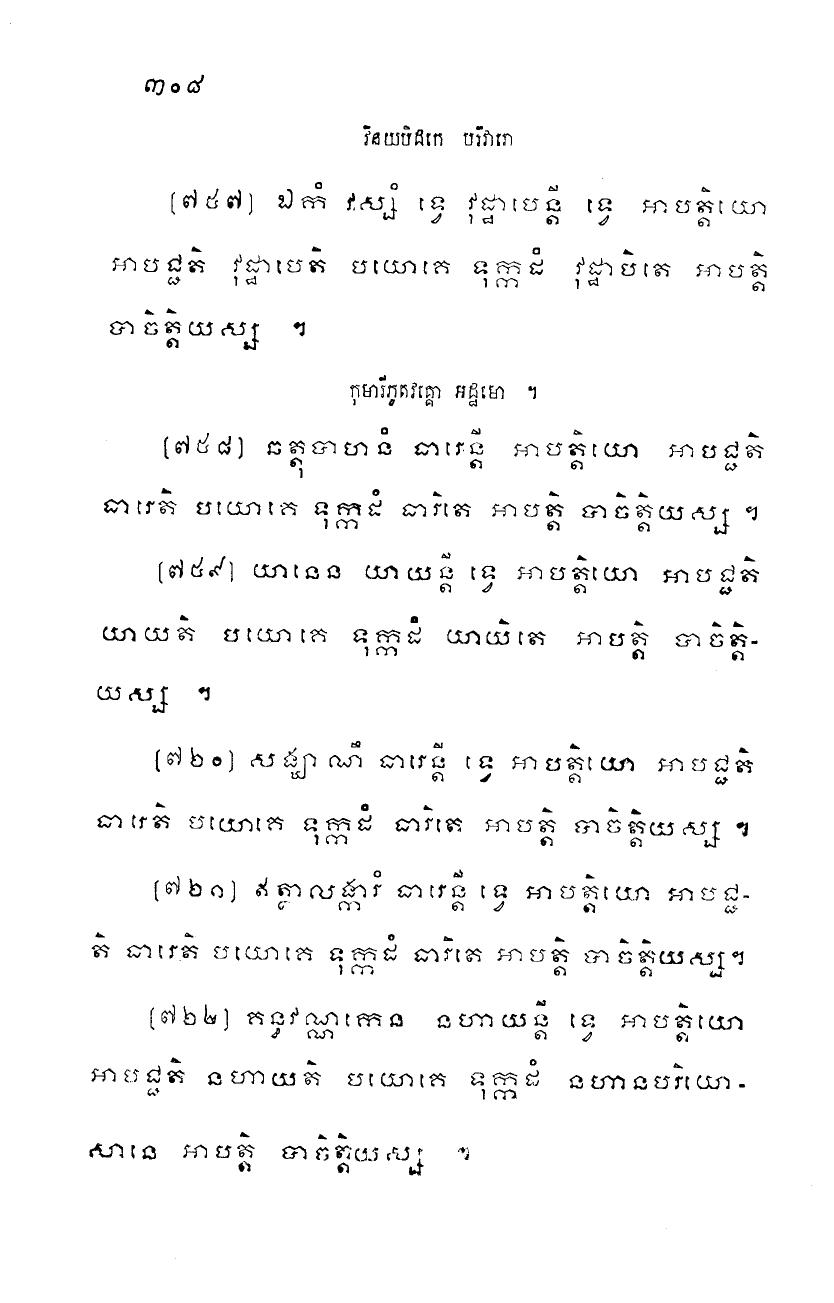 ៣០៨
វិនយបិដកេ បរិវារោ
(៧៥៧) ឯកំ វស្សំ ទ្វេ វុដ្ឋាបេន្តី ទ្វេ អាបត្តិយោ
អាបជ្ជតិ វុដ្ឋាបេតិ បយោគេ ទុក្កដំ វុដ្ឋាបិតេ អាបត្តិ
បាចិត្តិយស្ស ។
កុមារីភូតវគ្គោ អដ្ឋមោ ។
(៧៥៨) ឆត្តុបាហនំ ធារេន្តី អាបត្តិយោ អាបជ្ជតិ
ធារេតិ បយោគេ ទុក្កដំ ធារិតេ អាបត្តិ បាចិត្តិយស្ស ។
(៧៥៩) យានេន យាយន្តី ទ្វេ អាបត្តិយោ អាបជ្ជតិ
យាយតិ បយោគេ ទុក្កដំ យាយិតេ អាបត្តិ បាចិត្តិ-
យស្ស ។
(៧២០) សង្ឃាណឹ ធារេន្តី ទ្វេ អាបត្តិយោ អាបជ្ជតិ
ធារេតិ បយោគេ ទុក្កដំ ធារិតេ អាបត្តិ បាចិត្តិយស្ស ។
(៧២១) ឥត្ថាលង្ការំ ធារេន្តី ទ្វេ អាបត្តិយោ អាបជ្ជ-
តិ ធារេតិ បយោគេ ទុក្កដំ ធារិតេ អាបត្តិ បាចិត្តិយស្ស ។
(៧២២) គន្ធវណ្ណកេន នហាយន្តី ទ្វេ អាបត្តិយោ
អាបជ្ជតិ នហាយតិ បយោគេ ទុក្កដំ នហានបរិយោ-
សានេ អាបត្តិ បាចិត្តិយស្ស ។